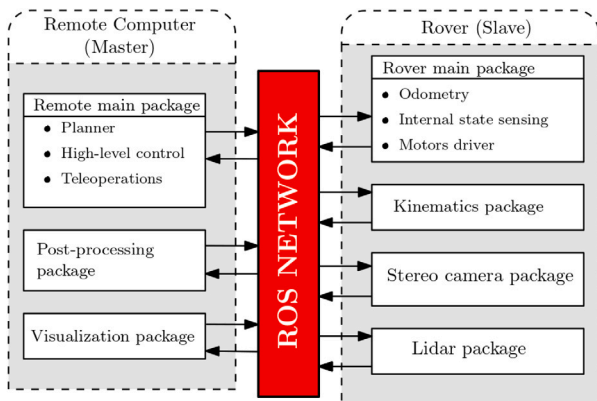 Remote Computer
(Master)
Remote main package
• Planner
• High-level control
• Teleoperations
Post-processing
package
Visualization package
ROS NETWORK
Rover (Slave)
Rover main package
• Odometry
• Internal state sensing
• Motors driver
Kinematics package
Stereo camera package
Lidar package